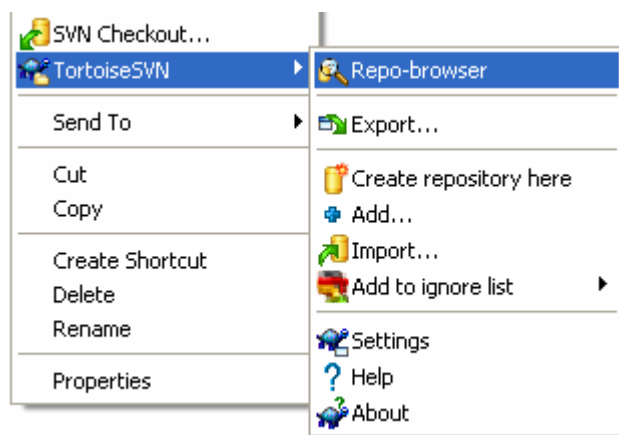 SVN Checkout...
TortoiseSVN
Send To
Cut
Copy
Create Shortcut
Delete
Rename
Properties
Repo-browser
Export...
Create repository here
Add...
Import...
Add to ignore list
Settings
Help
About